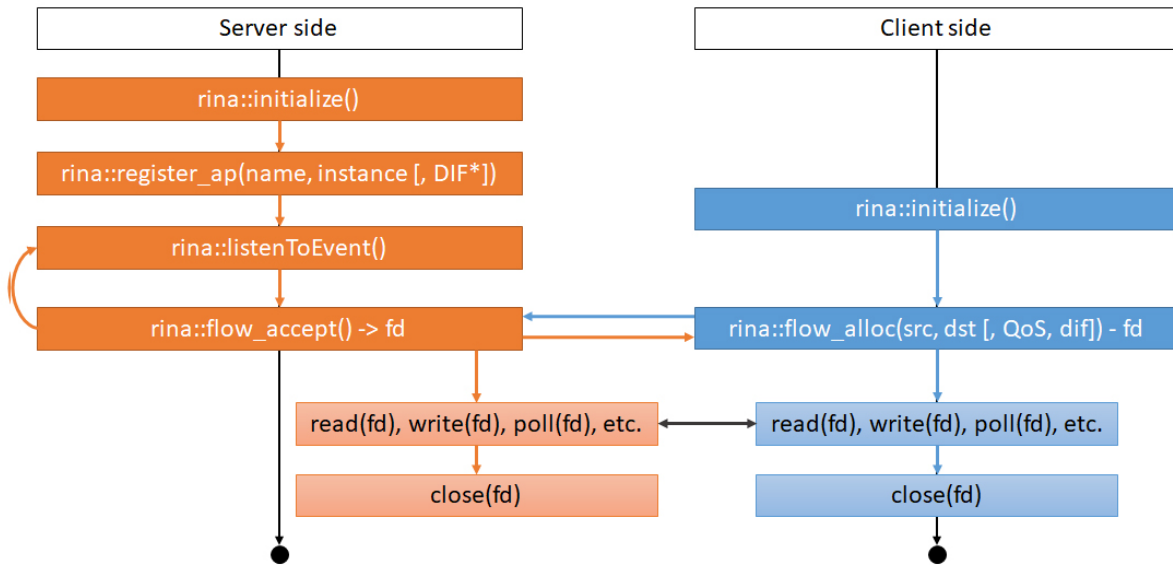 Server side
Client side
rina::initialize()
rina::register_ap(name, instance [, DIF*])
rina::initialize()
rina::listenToEvent()
rina::flow_accept() -> fd
rina::flow_alloc(src, dst [, QoS, dif]) - fd
read(fd), write(fd), poll(fd), etc.
read(fd), write(fd), poll(fd), etc.
close(fd)
close(fd)